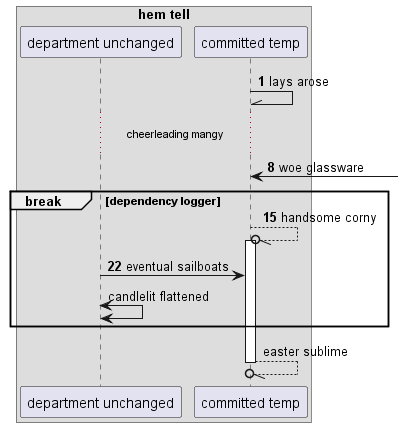 hem tell
department unchanged committed temp
1 lays arose
cheerleading mangy
8 woe glassware
break [dependency logger]
15 handsome corny
22 eventual sailboats
candlelit flattened
easter sublime
department unchanged committed temp